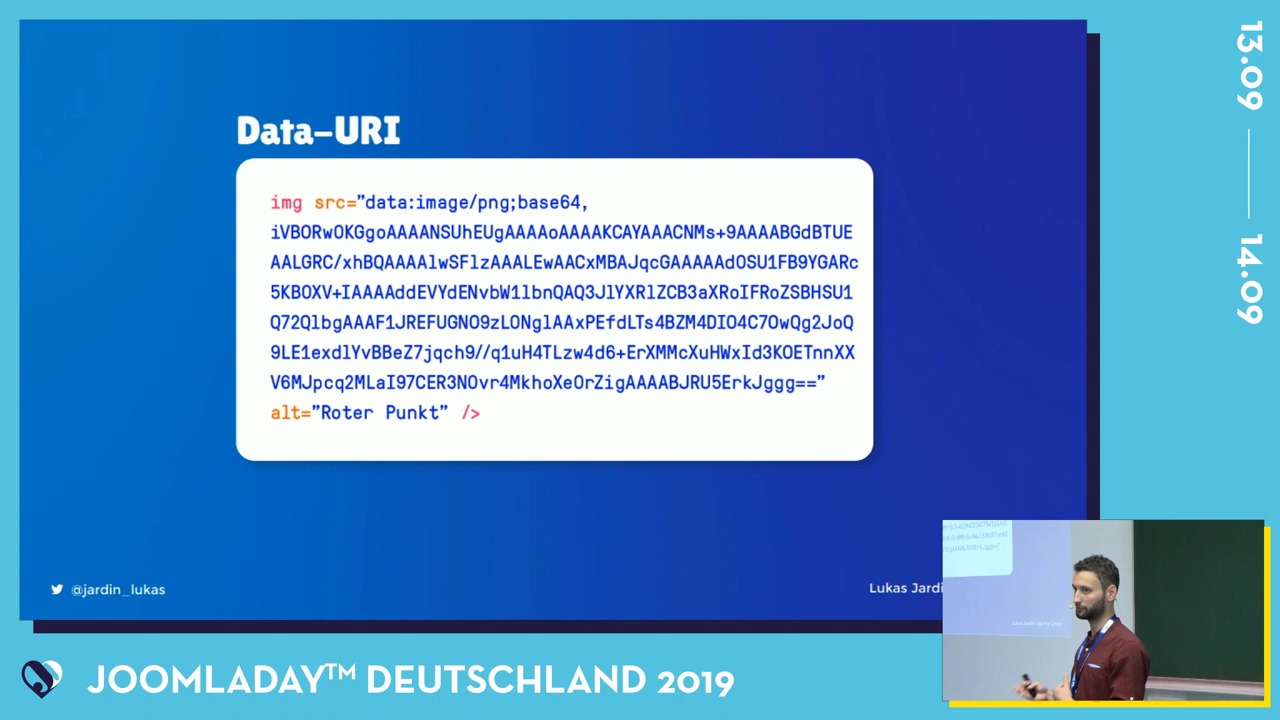 Data-URI
img src="data:image/png;base64,
iVBORwOKGgoAAAANSUhEUgAAAAoAAAAKCAYAAACNMs+9AAAABGdBTUE
AALGRC/xhBQAAAAlwSFlzAAALEwAACxMBAJqcGAAAAAdOSU1FB9YGARc
5KBOXV+IAAAAddEVYdENvbW1lbnQAQ3JlYXRlZCB3aXRoIFRoZSBHSU1
Q72QlbgAAAF1JREFUGNO9zLONglAAxPEfdLTs4BZM4DIO4C7OwQg2JoQ
9LE1exdlYvBBeZ7jqch9//q1uH4TLzw4d6+ErXMMcXuHWxId3KOETnnXX
V6MJpcq2MLaI97CER3NOvr4MkhoXeOrZigAAAABJRU5ErkJggg=="
alt="Roter Punkt" />
@jardin_lukas
Lukas Jardi
JOOMLADAY™ DEUTSCHLAND 2019
13.09
14.09